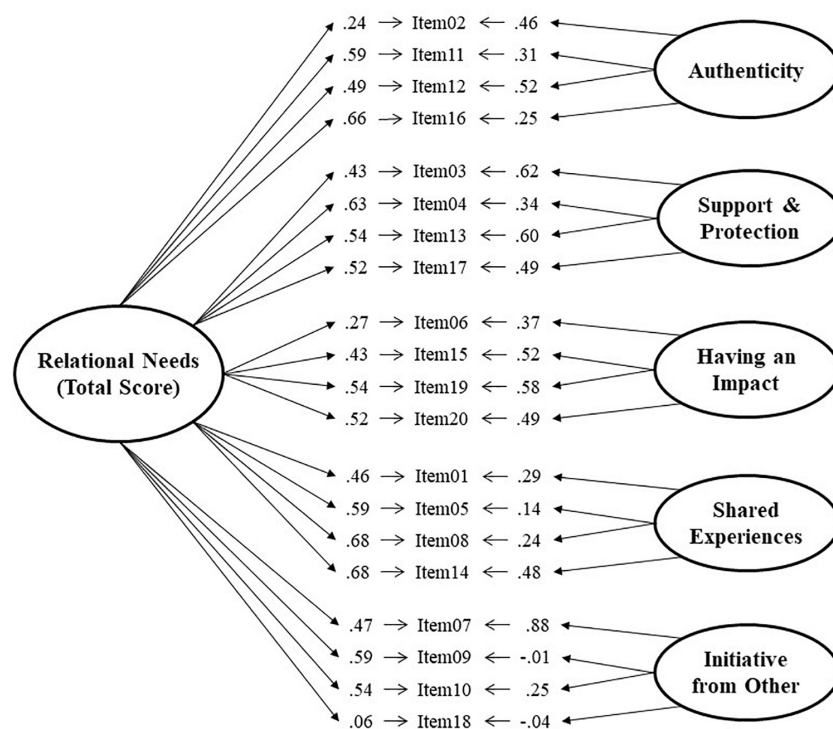 .24 → Item02 ← .46
.59 → Item11 ← .31
Authenticity
.49 → Item12 ← .52
.66 → Item16 ← .25
.43 → Item03 ← .62
.63 → Item04 ← .34
Support &
Protection
.54 → Item13 ← .60
.52 → Item17 ← .49
Relational Needs
(Total Score)
.27 → Item06 ← .37
.43 → Item15 ← .52
Having an
Impact
.54 → Item19 ← .58
.52 → Item20 ← .49
.46 → Item01 ← .29
.59 → Item05 ← .14
Shared
Experiences
.68 → Item08 ← .24
.68 → Item14 ← .48
.47 → Item07 ← .88
.59 → Item09 ← -.01
Initiative
from Other
.54 → Item10 ← .25
.06 → Item18 ← -.04